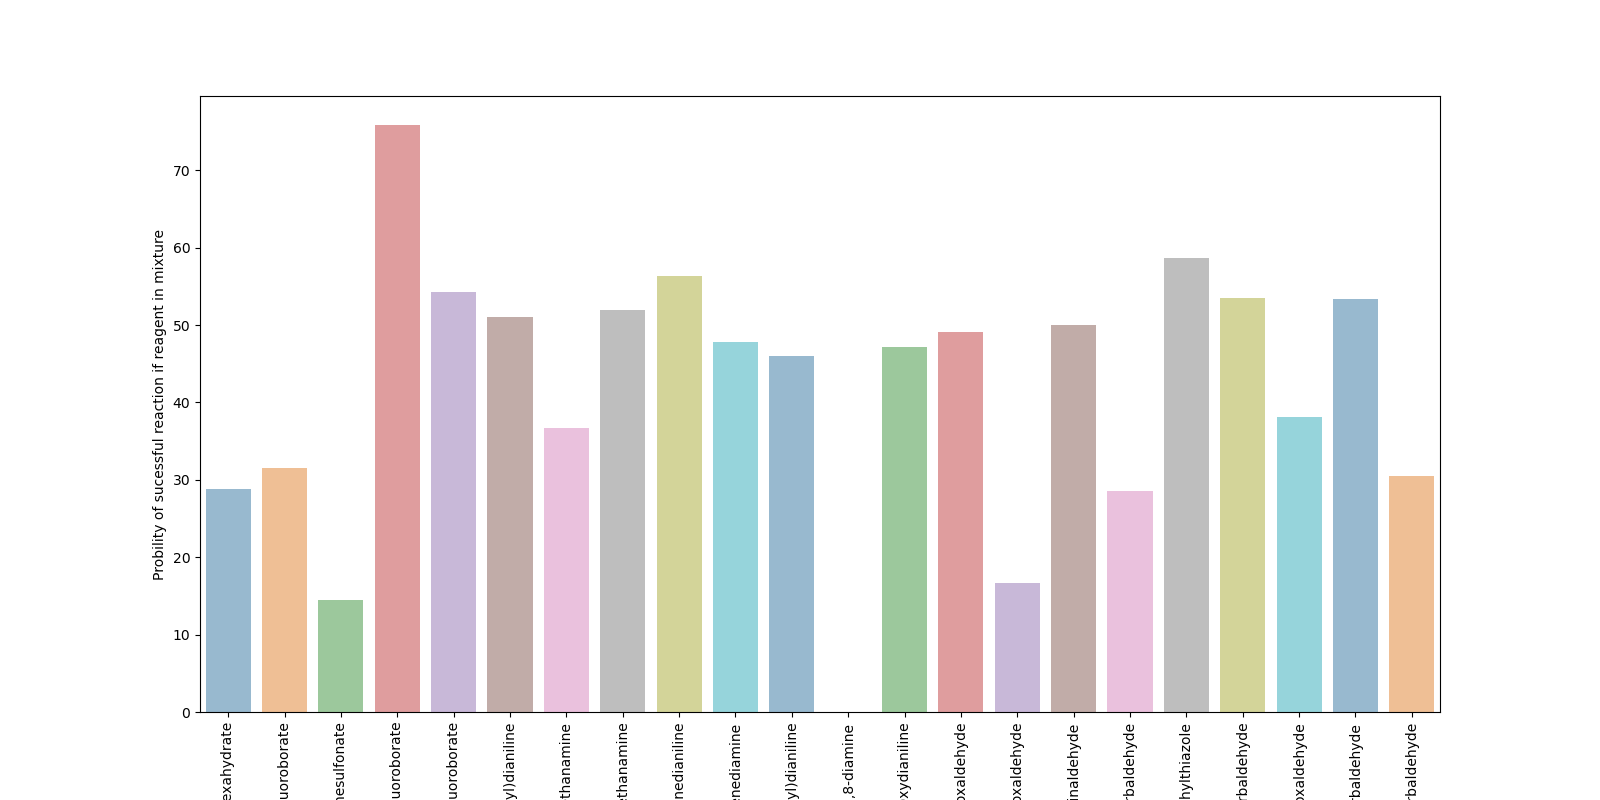 Probility of sucessful reaction if reagent in mixture
70
60
50
40
30
20
10
0
exahydrate
uoroborate
nesulfonate
uoroborate
uoroborate
yl)dianiline
thanamine
ethanamine
nedianiline
enediamine
yl)dianiline
,8-diamine
oxydianiline
oxaldehyde
oxaldehyde
inaldehyde
rbaldehyde
hylthiazole
rbaldehyde
oxaldehyde
rbaldehyde
rbaldehyde